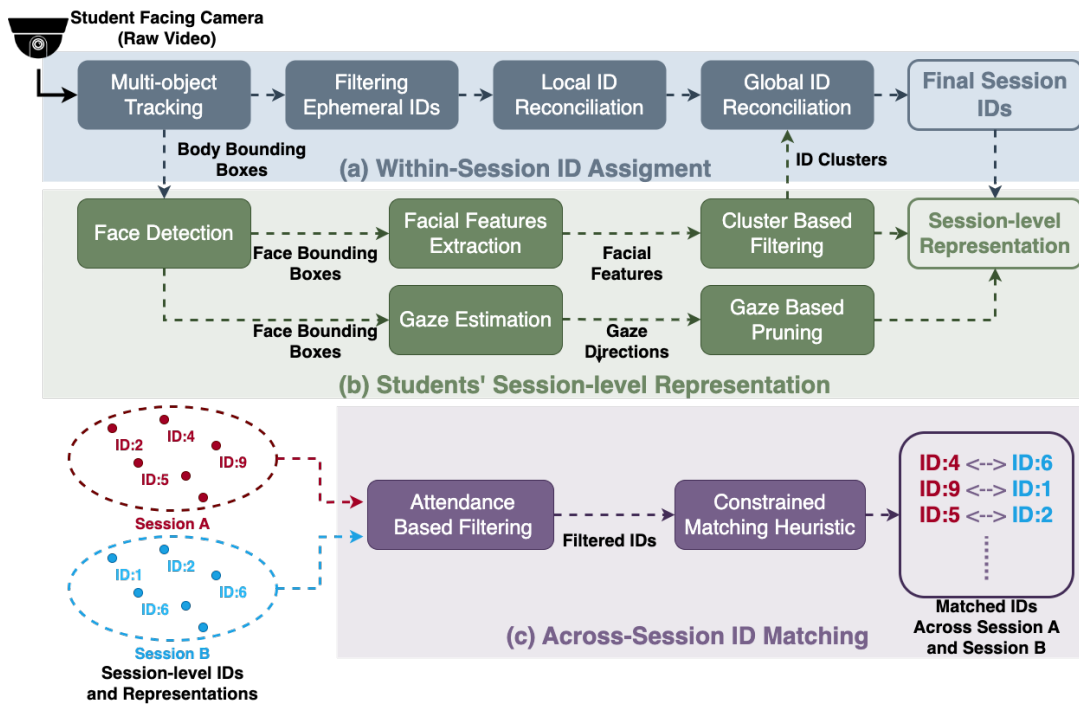 Student Facing Camera
(Raw Video)
Multi-object
Tracking
Filtering
Ephemeral IDs
Local ID
Reconciliation
Global ID
Reconciliation
Final Session
IDs
Body Bounding
Boxes
(a) Within-Session ID Assigment
ID Clusters
Face Detection
Face Bounding
Boxes
Facial Features
Extraction
Facial
Features
Cluster Based
Filtering
Session-level
Representation
Face Bounding
Boxes
Gaze Estimation
Gaze
Directions
Gaze Based
Pruning
(b) Students' Session-level Representation
ID:2
ID:4
ID:9
ID:5
Session A
ID:1
ID:2
ID:6
ID:6
Session B
Session-level IDs
and Representations
Attendance
Based Filtering
Filtered IDs
Constrained
Matching Heuristic
ID:4 <--> ID:6
ID:9 <--> ID:1
ID:5 <--> ID:2
Matched IDs
Across Session A
and Session B
(c) Across-Session ID Matching